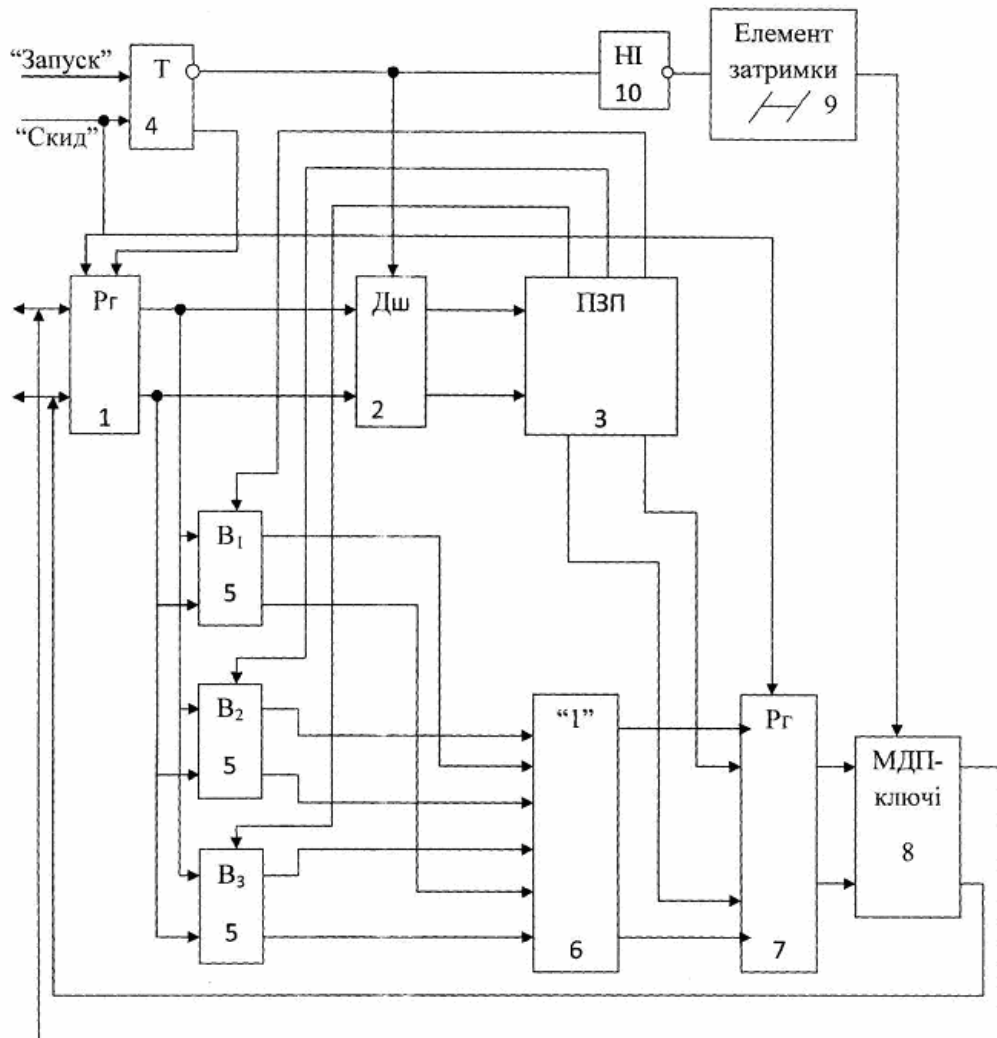 “Запуск”
“Скид”
Т
4
НІ
10
Елемент
затримки
9
Рг
1
Дш
2
ПЗП
3
В₁
5
В₂
5
В₃
5
“1”
6
Рг
7
МДП-
ключі
8